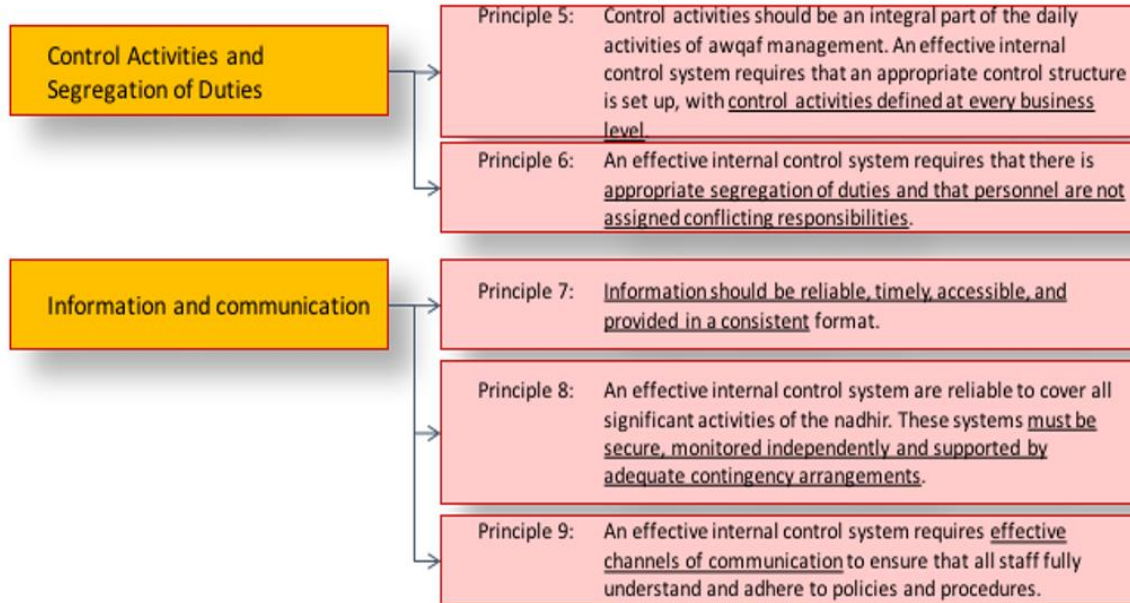 Control Activities and
Segregation of Duties
Principle 5: Control activities should be an integral part of the daily
activities of awqaf management. An effective internal
control system requires that an appropriate control structure
is set up, with control activities defined at every business
level.
Principle 6: An effective internal control system requires that there is
appropriate segregation of duties and that personnel are not
assigned conflicting responsibilities.
Information and communication
Principle 7: Information should be reliable, timely, accessible, and
provided in a consistent format.
Principle 8: An effective internal control system are reliable to cover all
significant activities of the nadhir. These systems must be
secure, monitored independently and supported by
adequate contingency arrangements.
Principle 9: An effective internal control system requires effective
channels of communication to ensure that all staff fully
understand and adhere to policies and procedures.